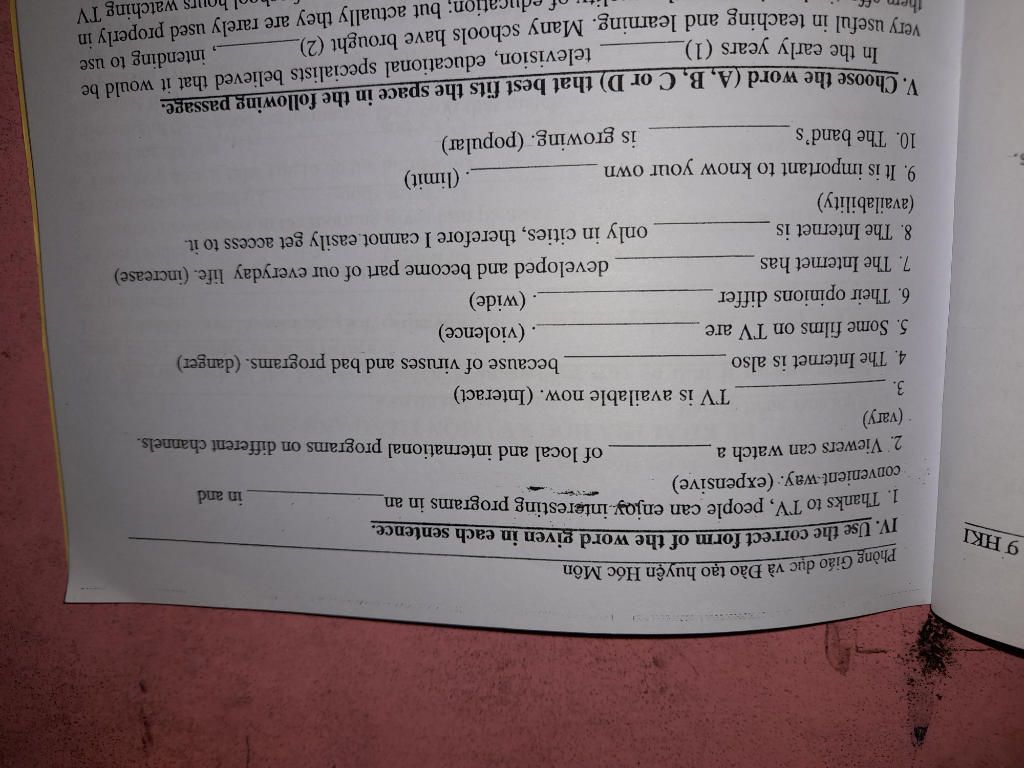 Phòng Giáo dục và Đào tạo huyện Hóc Môn
IV. Use the correct form of the word given in each sentence.
1. Thanks to TV, people can enjoy interesting programs in an__________ in and
convenient way. (expensive)
2. Viewers can watch a __________ of local and international programs on different channels.
(vary)
3. __________ TV is available now. (Interact)
4. The Internet is also __________ because of viruses and bad programs. (danger)
5. Some films on TV are __________. (violence)
6. Their opinions differ __________. (wide)
7. The Internet has __________ developed and become part of our everyday life. (increase)
8. The Internet is __________ only in cities, therefore I cannot easily get access to it.
(availability)
9. It is important to know your own __________. (limit)
10. The band's __________ is growing. (popular)
V. Choose the word (A, B, C or D) that best fits the space in the following passage.
In the early years (1)________ television, educational specialists believed that it would be
very useful in teaching and learning. Many schools have brought (2)________, intending to use
of education; but actually they are rarely used properly in
hours watching TV
9 HKI